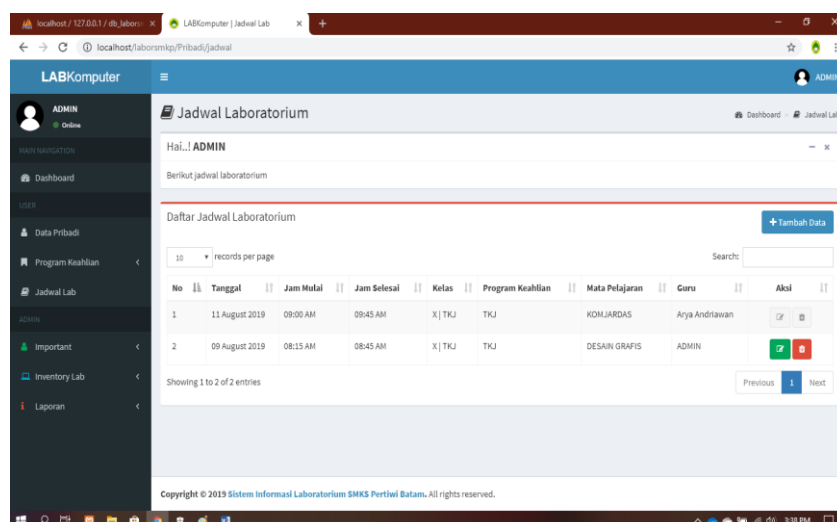 localhost / 127.0.0.1 / db_labors
LABKomputer | Jadwal Lab
localhost/laborsmkp/Pribadi/jadwal
LABKomputer
ADMIN
ADMIN
Online
Jadwal Laboratorium
Dashboard > Jadwal Lab
MAIN NAVIGATION
Hai..! ADMIN
Dashboard
Berikut jadwal laboratorium
USER
Data Pribadi
Daftar Jadwal Laboratorium
+ Tambah Data
Program Keahlian
10 records per page
Search:
Jadwal Lab
No Tanggal Jam Mulai Jam Selesai Kelas Program Keahlian Mata Pelajaran Guru Aksi
1 11 August 2019 09:00 AM 09:45 AM X | TKJ TKJ KOMJARDAS Arya Andriawan
ADMIN
Important
2 09 August 2019 08:15 AM 08:45 AM X | TKJ TKJ DESAIN GRAFIS ADMIN
Inventory Lab
Showing 1 to 2 of 2 entries
Previous 1 Next
Laporan
Copyright © 2019 Sistem Informasi Laboratorium SMKS Pertiwi Batam. All rights reserved.
3:38 PM